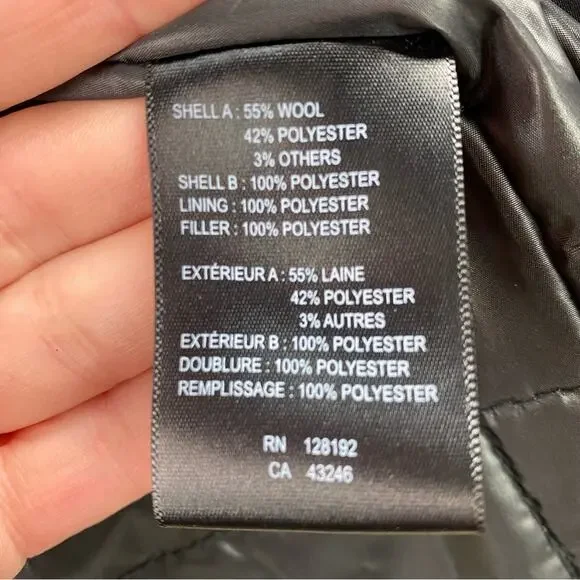 SHELL A : 55% WOOL
42% POLYESTER
3% OTHERS
SHELL B : 100% POLYESTER
LINING : 100% POLYESTER
FILLER : 100% POLYESTER
EXTÉRIEUR A : 55% LAINE
42% POLYESTER
3% AUTRES
EXTÉRIEUR B : 100% POLYESTER
DOUBLURE : 100% POLYESTER
REMPLISSAGE : 100% POLYESTER
RN 128192
CA 43246